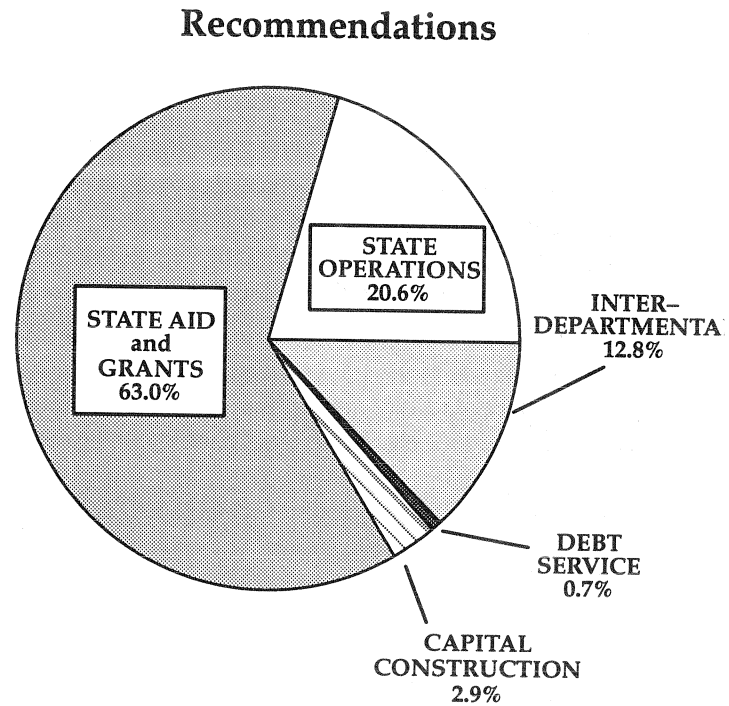 Recommendations
STATE
OPERATIONS
20.6%
INTER–
DEPARTMENTA
12.8%
STATE AID
and
GRANTS
63.0%
DEBT
SERVICE
0.7%
CAPITAL
CONSTRUCTION
2.9%